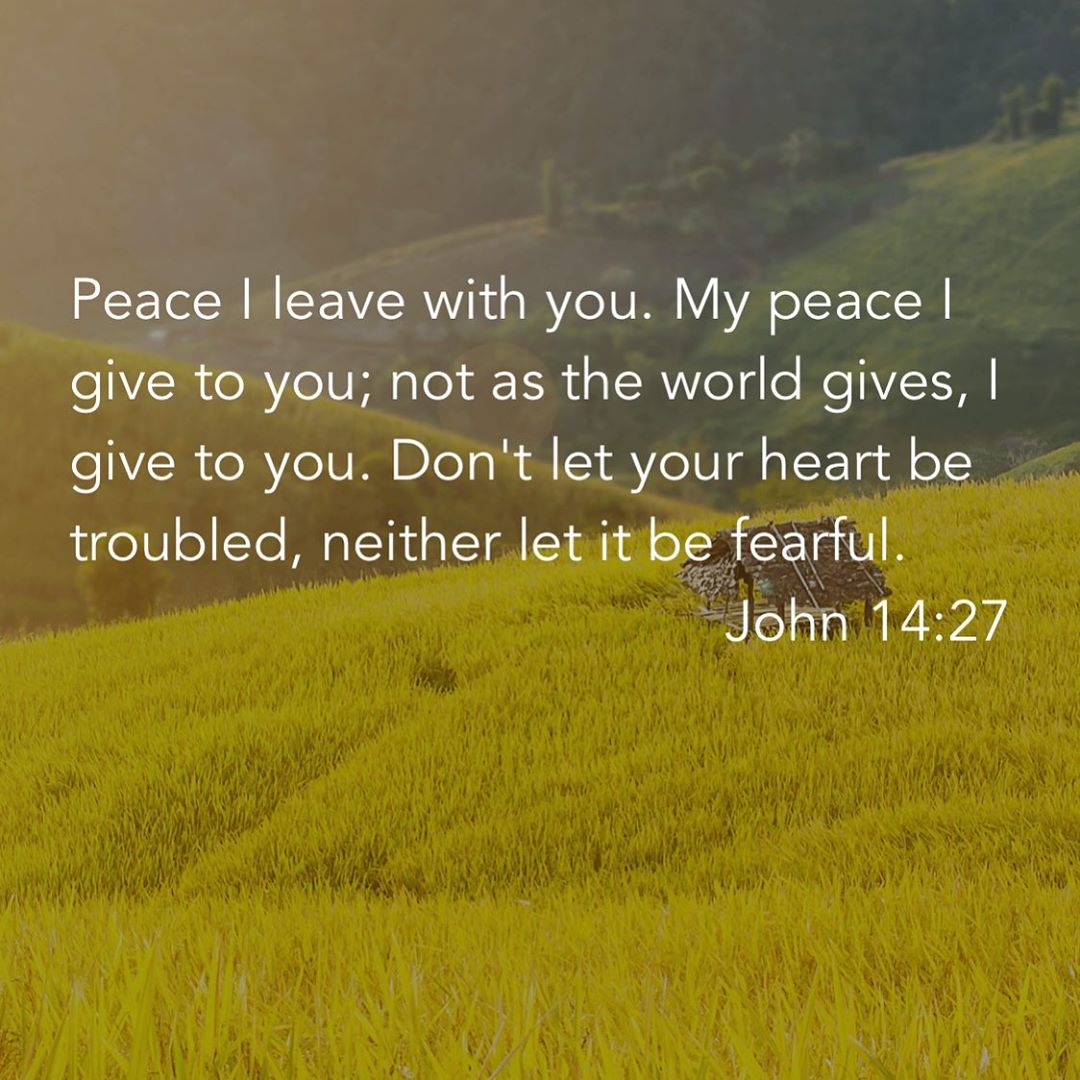 Peace I leave with you. My peace I
give to you; not as the world gives, I
give to you. Don't let your heart be
troubled, neither let it be fearful.
John 14:27